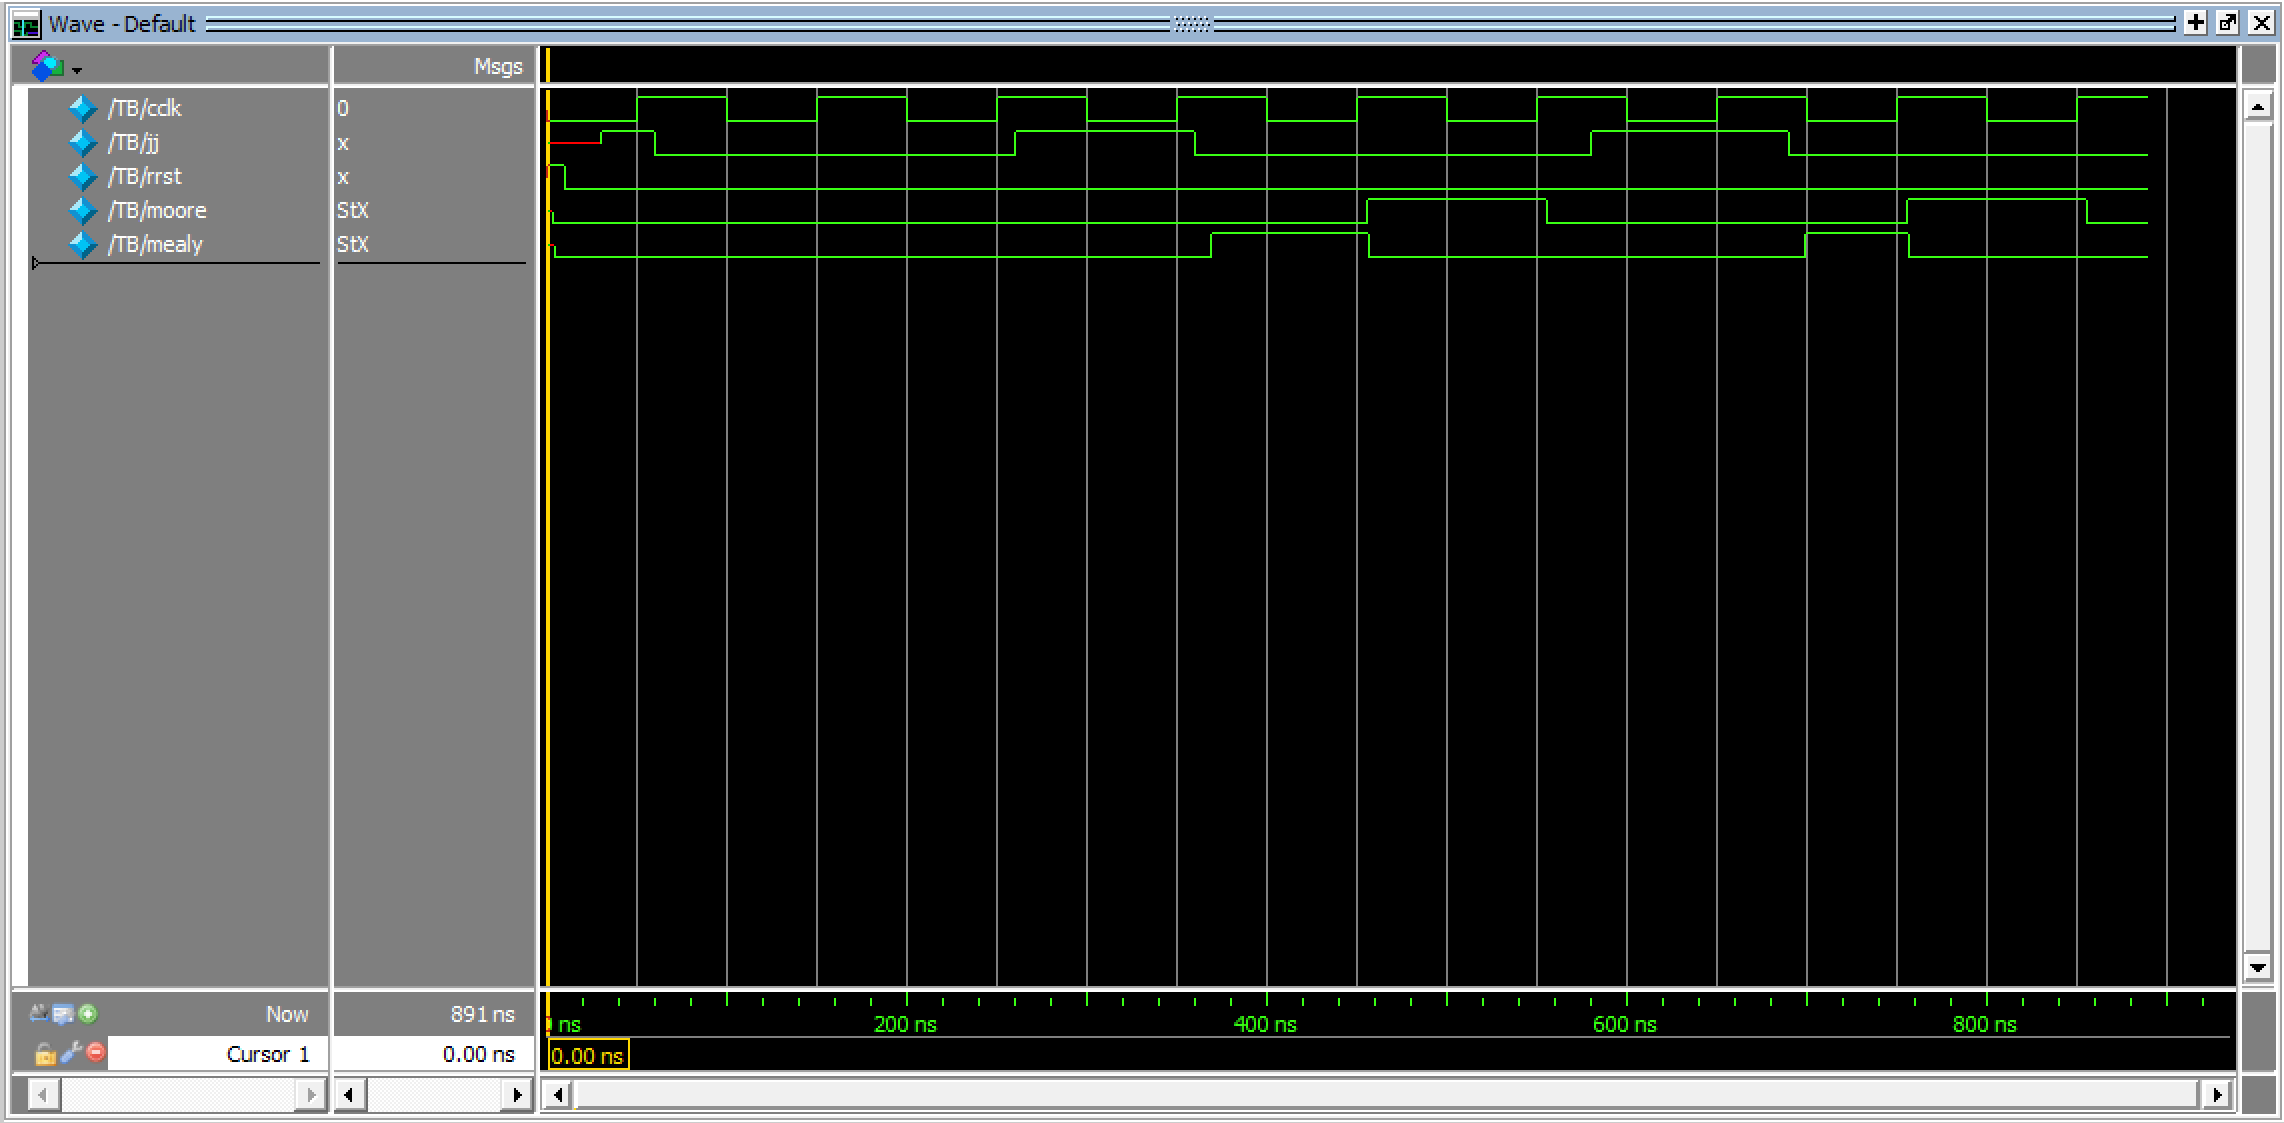 Wave - Default
Msgs
/TB/cclk 0
/TB/jj x
/TB/rrst x
/TB/moore StX
/TB/mealy StX
Now 891 ns
ns 200 ns 400 ns 600 ns 800 ns
Cursor 1 0.00 ns 0.00 ns